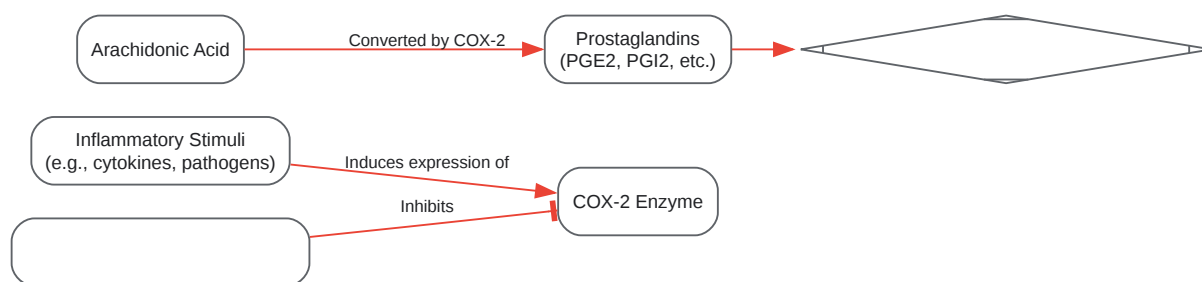 Arachidonic Acid
Converted by COX-2
Prostaglandins
(PGE2, PGI2, etc.)
Inflammatory Stimuli
(e.g., cytokines, pathogens)
Induces expression of
Inhibits
COX-2 Enzyme